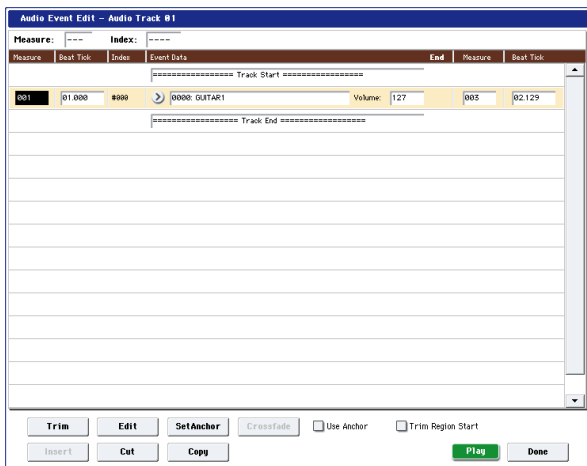 Audio Event Edit – Audio Track 01
Measure: --- Index: ----
Measure Beat Tick Index Event Data End Measure Beat Tick
================= Track Start =================
001 01.000 #000 0000: GUITAR1 Volume: 127 003 02.129
================== Track End ==================
Trim Edit SetAnchor Crossfade Use Anchor Trim Region Start
Insert Cut Copy Play Done